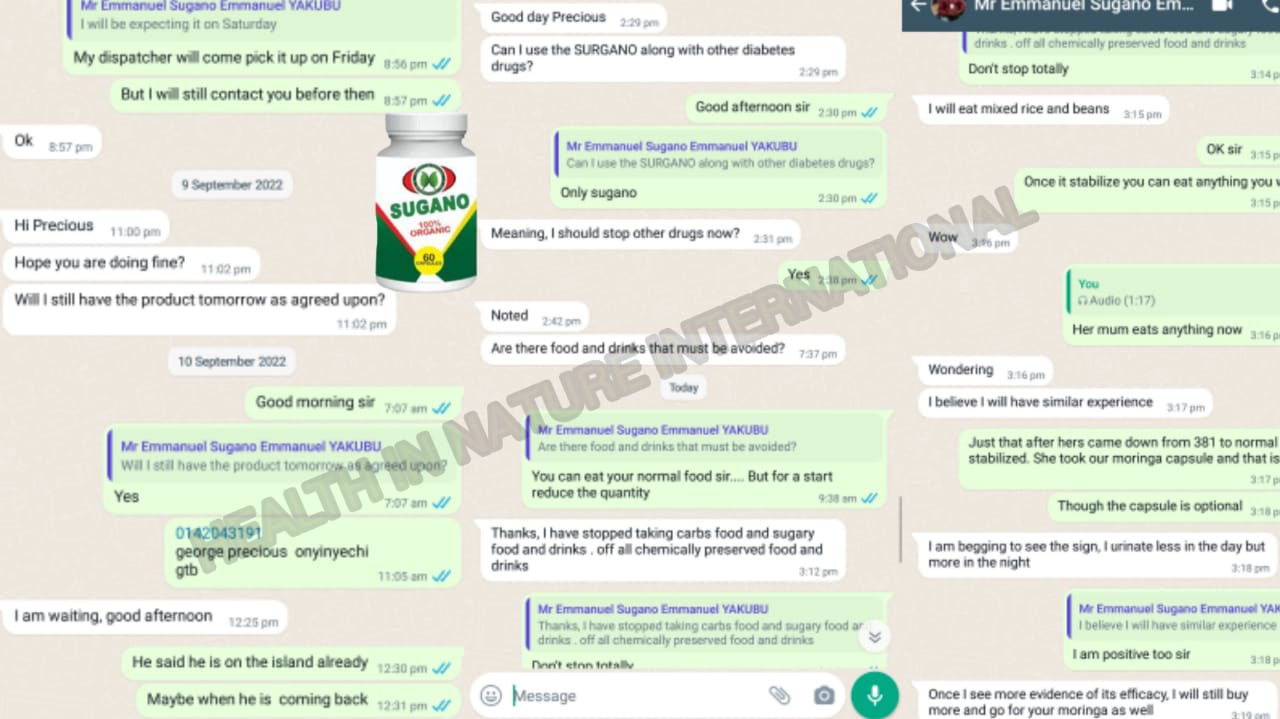 Mr Emmanuel Sugano Emmanuel YAKUBU
I will be expecting it on Saturday
My dispatcher will come pick it up on Friday 8:56 pm
But I will still contact you before then 8:57 pm
Ok 8:57 pm
9 September 2022
Hi Precious 11:00 pm
Hope you are doing fine? 11:02 pm
Will I still have the product tomorrow as agreed upon?
11:02 pm
10 September 2022
Good morning sir 7:07 am
Mr Emmanuel Sugano Emmanuel YAKUBU
Will I still have the product tomorrow as agreed upon?
Yes 7:07 am
0142043191
george precious onyinyechi
gtb 11:05 am
I am waiting, good afternoon 12:25 pm
He said he is on the island already 12:30 pm
Maybe when he is coming back 12:31 pm
SUGANO
100%
ORGANIC
60
CAPSULES
Good day Precious 2:29 pm
Can I use the SURGANO along with other diabetes
drugs? 2:29 pm
Good afternoon sir 2:30 pm
Mr Emmanuel Sugano Emmanuel YAKUBU
Can I use the SURGANO along with other diabetes drugs?
Only sugano 2:30 pm
Meaning, I should stop other drugs now? 2:31 pm
Yes 2:38 pm
Noted 2:42 pm
Are there food and drinks that must be avoided? 7:37 pm
Today
Mr Emmanuel Sugano Emmanuel YAKUBU
Are there food and drinks that must be avoided?
You can eat your normal food sir.... But for a start
reduce the quantity 9:38 am
Thanks, I have stopped taking carbs food and sugary
food and drinks . off all chemically preserved food and
drinks 3:12 pm
Mr Emmanuel Sugano Emmanuel YAKUBU
Thanks, I have stopped taking carbs food and sugary food ar
drinks . off all chemically preserved food and drinks
Don't stop totally
Message
Mr Emmanuel Sugano Em...
drinks . off all chemically preserved food and drinks
Don't stop totally 3:14 p
I will eat mixed rice and beans 3:15 pm
OK sir 3:15 p
Once it stabilize you can eat anything you w
3:15 p
Wow 3:16 pm
You
Audio (1:17)
Her mum eats anything now 3:16 p
Wondering 3:16 pm
I believe I will have similar experience 3:17 pm
Just that after hers came down from 381 to normal
stabilized. She took our moringa capsule and that is
3:17 p
Though the capsule is optional 3:18 p
I am begging to see the sign, I urinate less in the day but
more in the night 3:18 pm
Mr Emmanuel Sugano Emmanuel YAK
I believe I will have similar experience
I am positive too sir 3:18 p
Once I see more evidence of its efficacy, I will still buy
more and go for your moringa as well 3:19 pm
HEALTH IN NATURE INTERNATIONAL